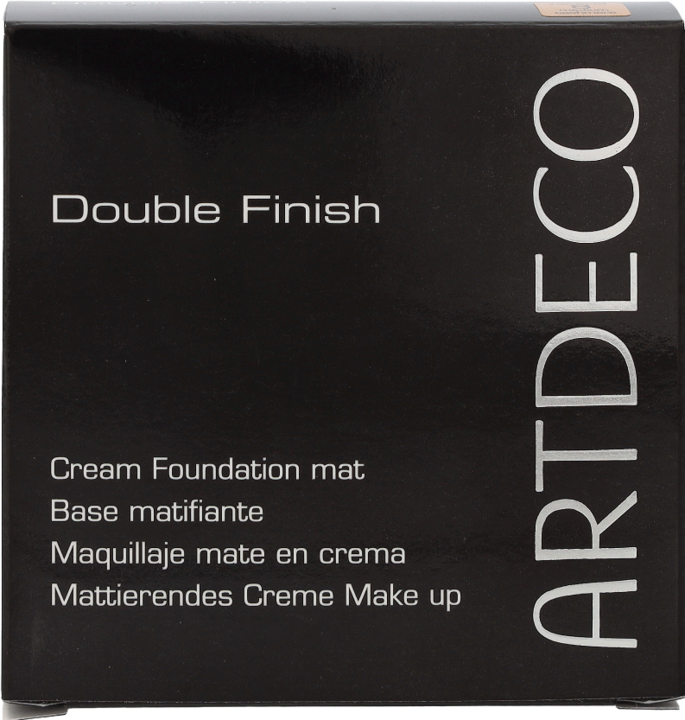 Double Finish
Cream Foundation mat
Base matifiante
Maquillaje mate en crema
Mattierendes Creme Make up
ARTDECO